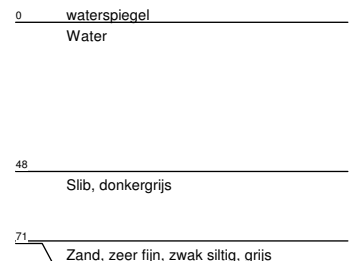 0 waterspiegel
Water
48
Slib, donkergrijs
71
Zand, zeer fijn, zwak siltig, grijs